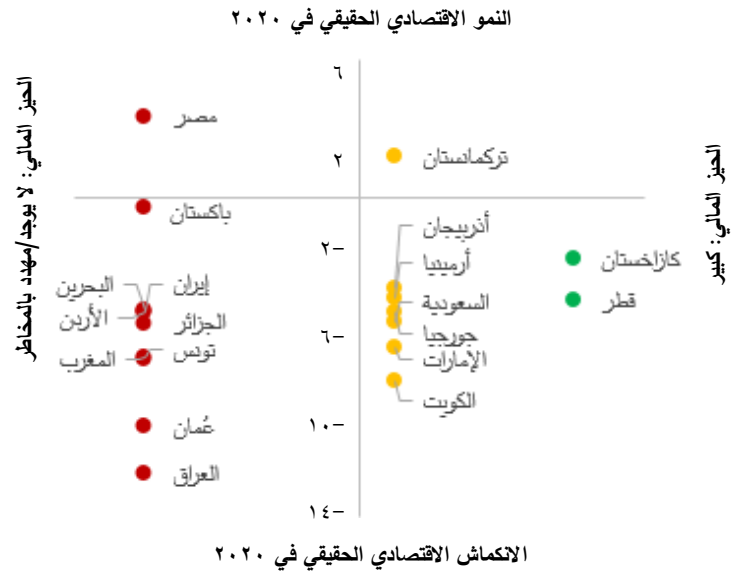 النمو الاقتصادي الحقيقي في ٢٠٢٠
الحيز المالي: كبير
الحيز المالي: لا يوجد/مهدد بالمخاطر
٦
٢
٢−
٦−
١٠−
١٤−
تركمانستان
أذربيجان
أرمينيا
السعودية
جورجيا
الإمارات
الكويت
كازاخستان
قطر
مصر
باكستان
إيران
البحرين
الجزائر
الأردن
تونس
المغرب
عُمان
العراق
الانكماش الاقتصادي الحقيقي في ٢٠٢٠